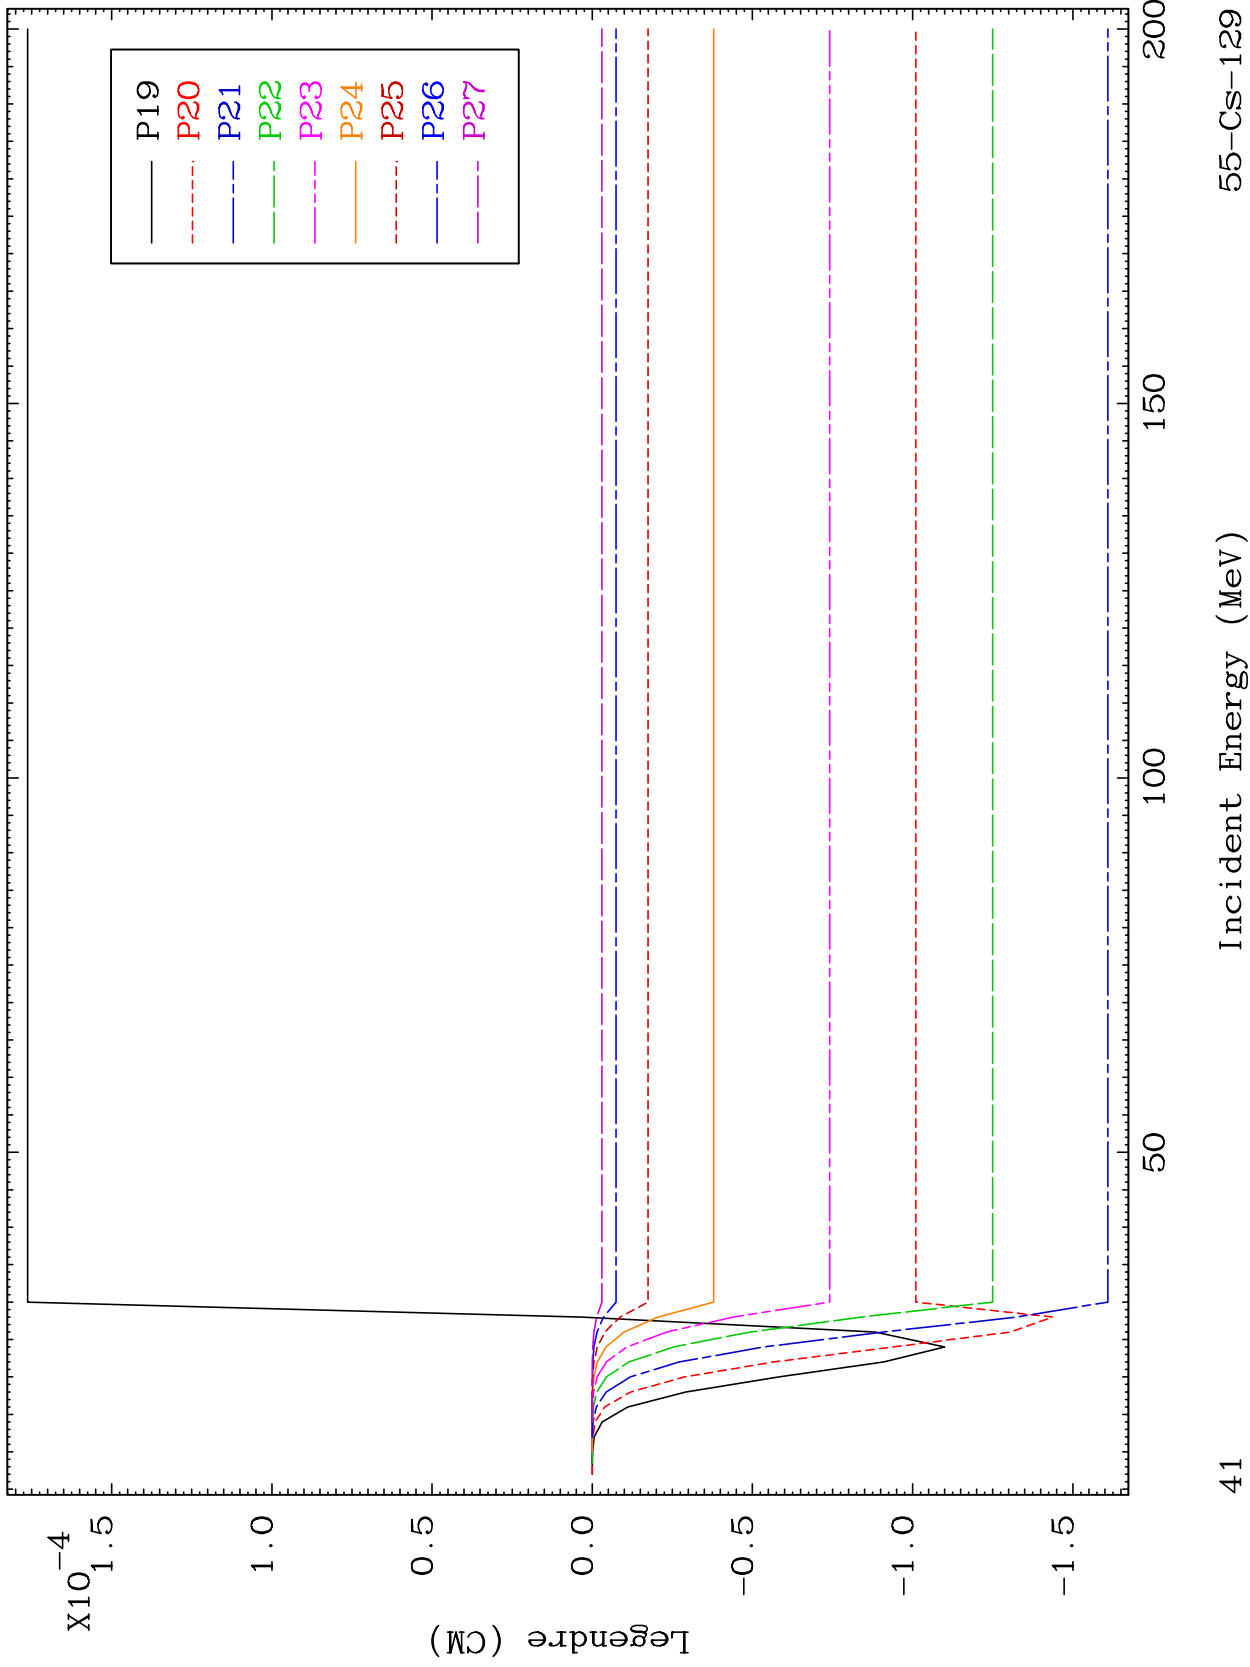 X10-4
1.5
1.0
0.5
0.0
-0.5
-1.0
-1.5
Legendre (CM)
P19
P20
P21
P22
P23
P24
P25
P26
P27
50
100
150
200
Incident Energy (MeV)
41
55-Cs-129